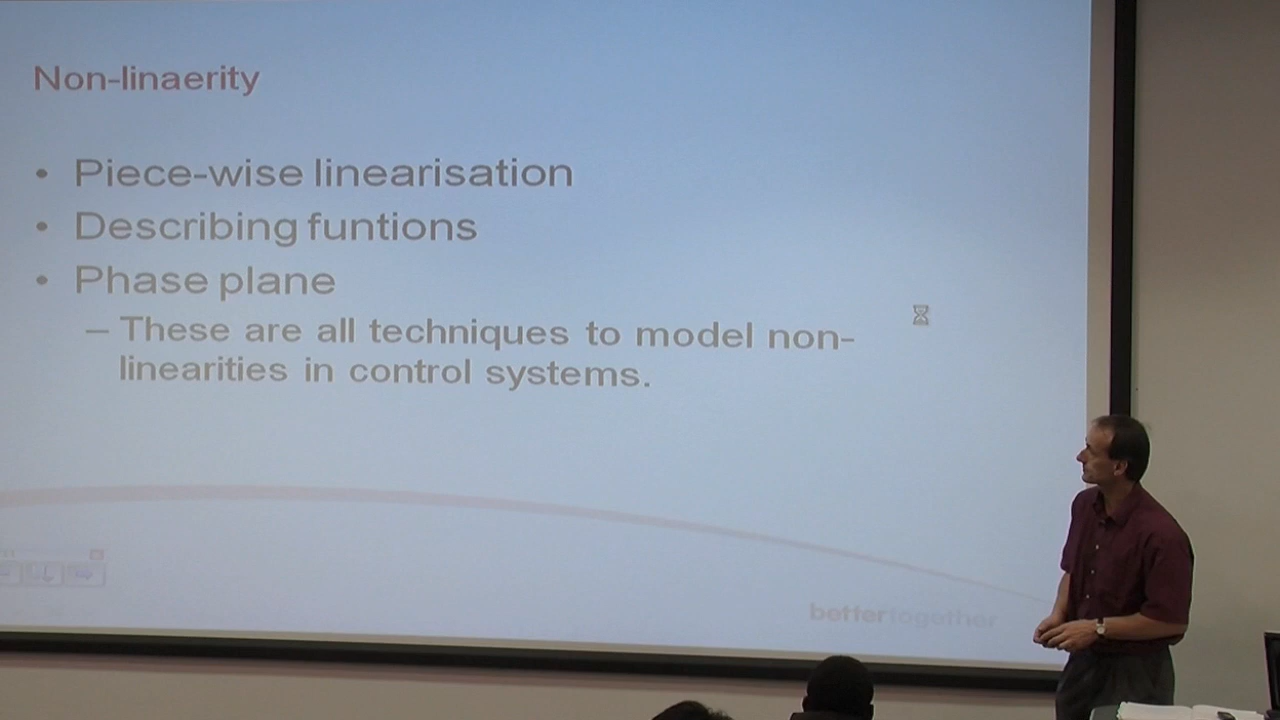 Non-linaerity
• Piece-wise linearisation
• Describing funtions
• Phase plane
– These are all techniques to model non-
linearities in control systems.
bettertogether